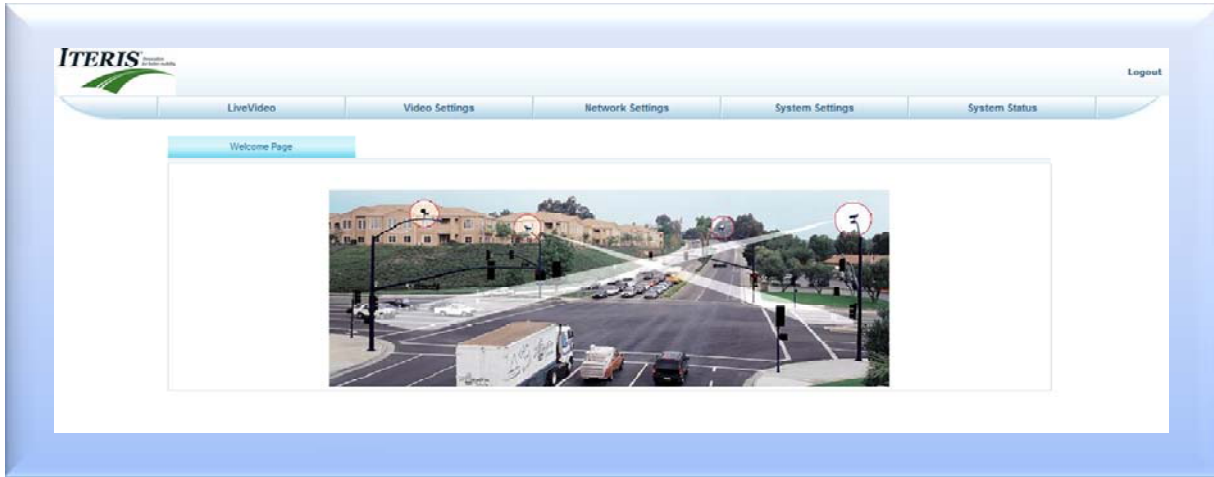 ITERIS
Logout
LiveVideo
Video Settings
Network Settings
System Settings
System Status
Welcome Page